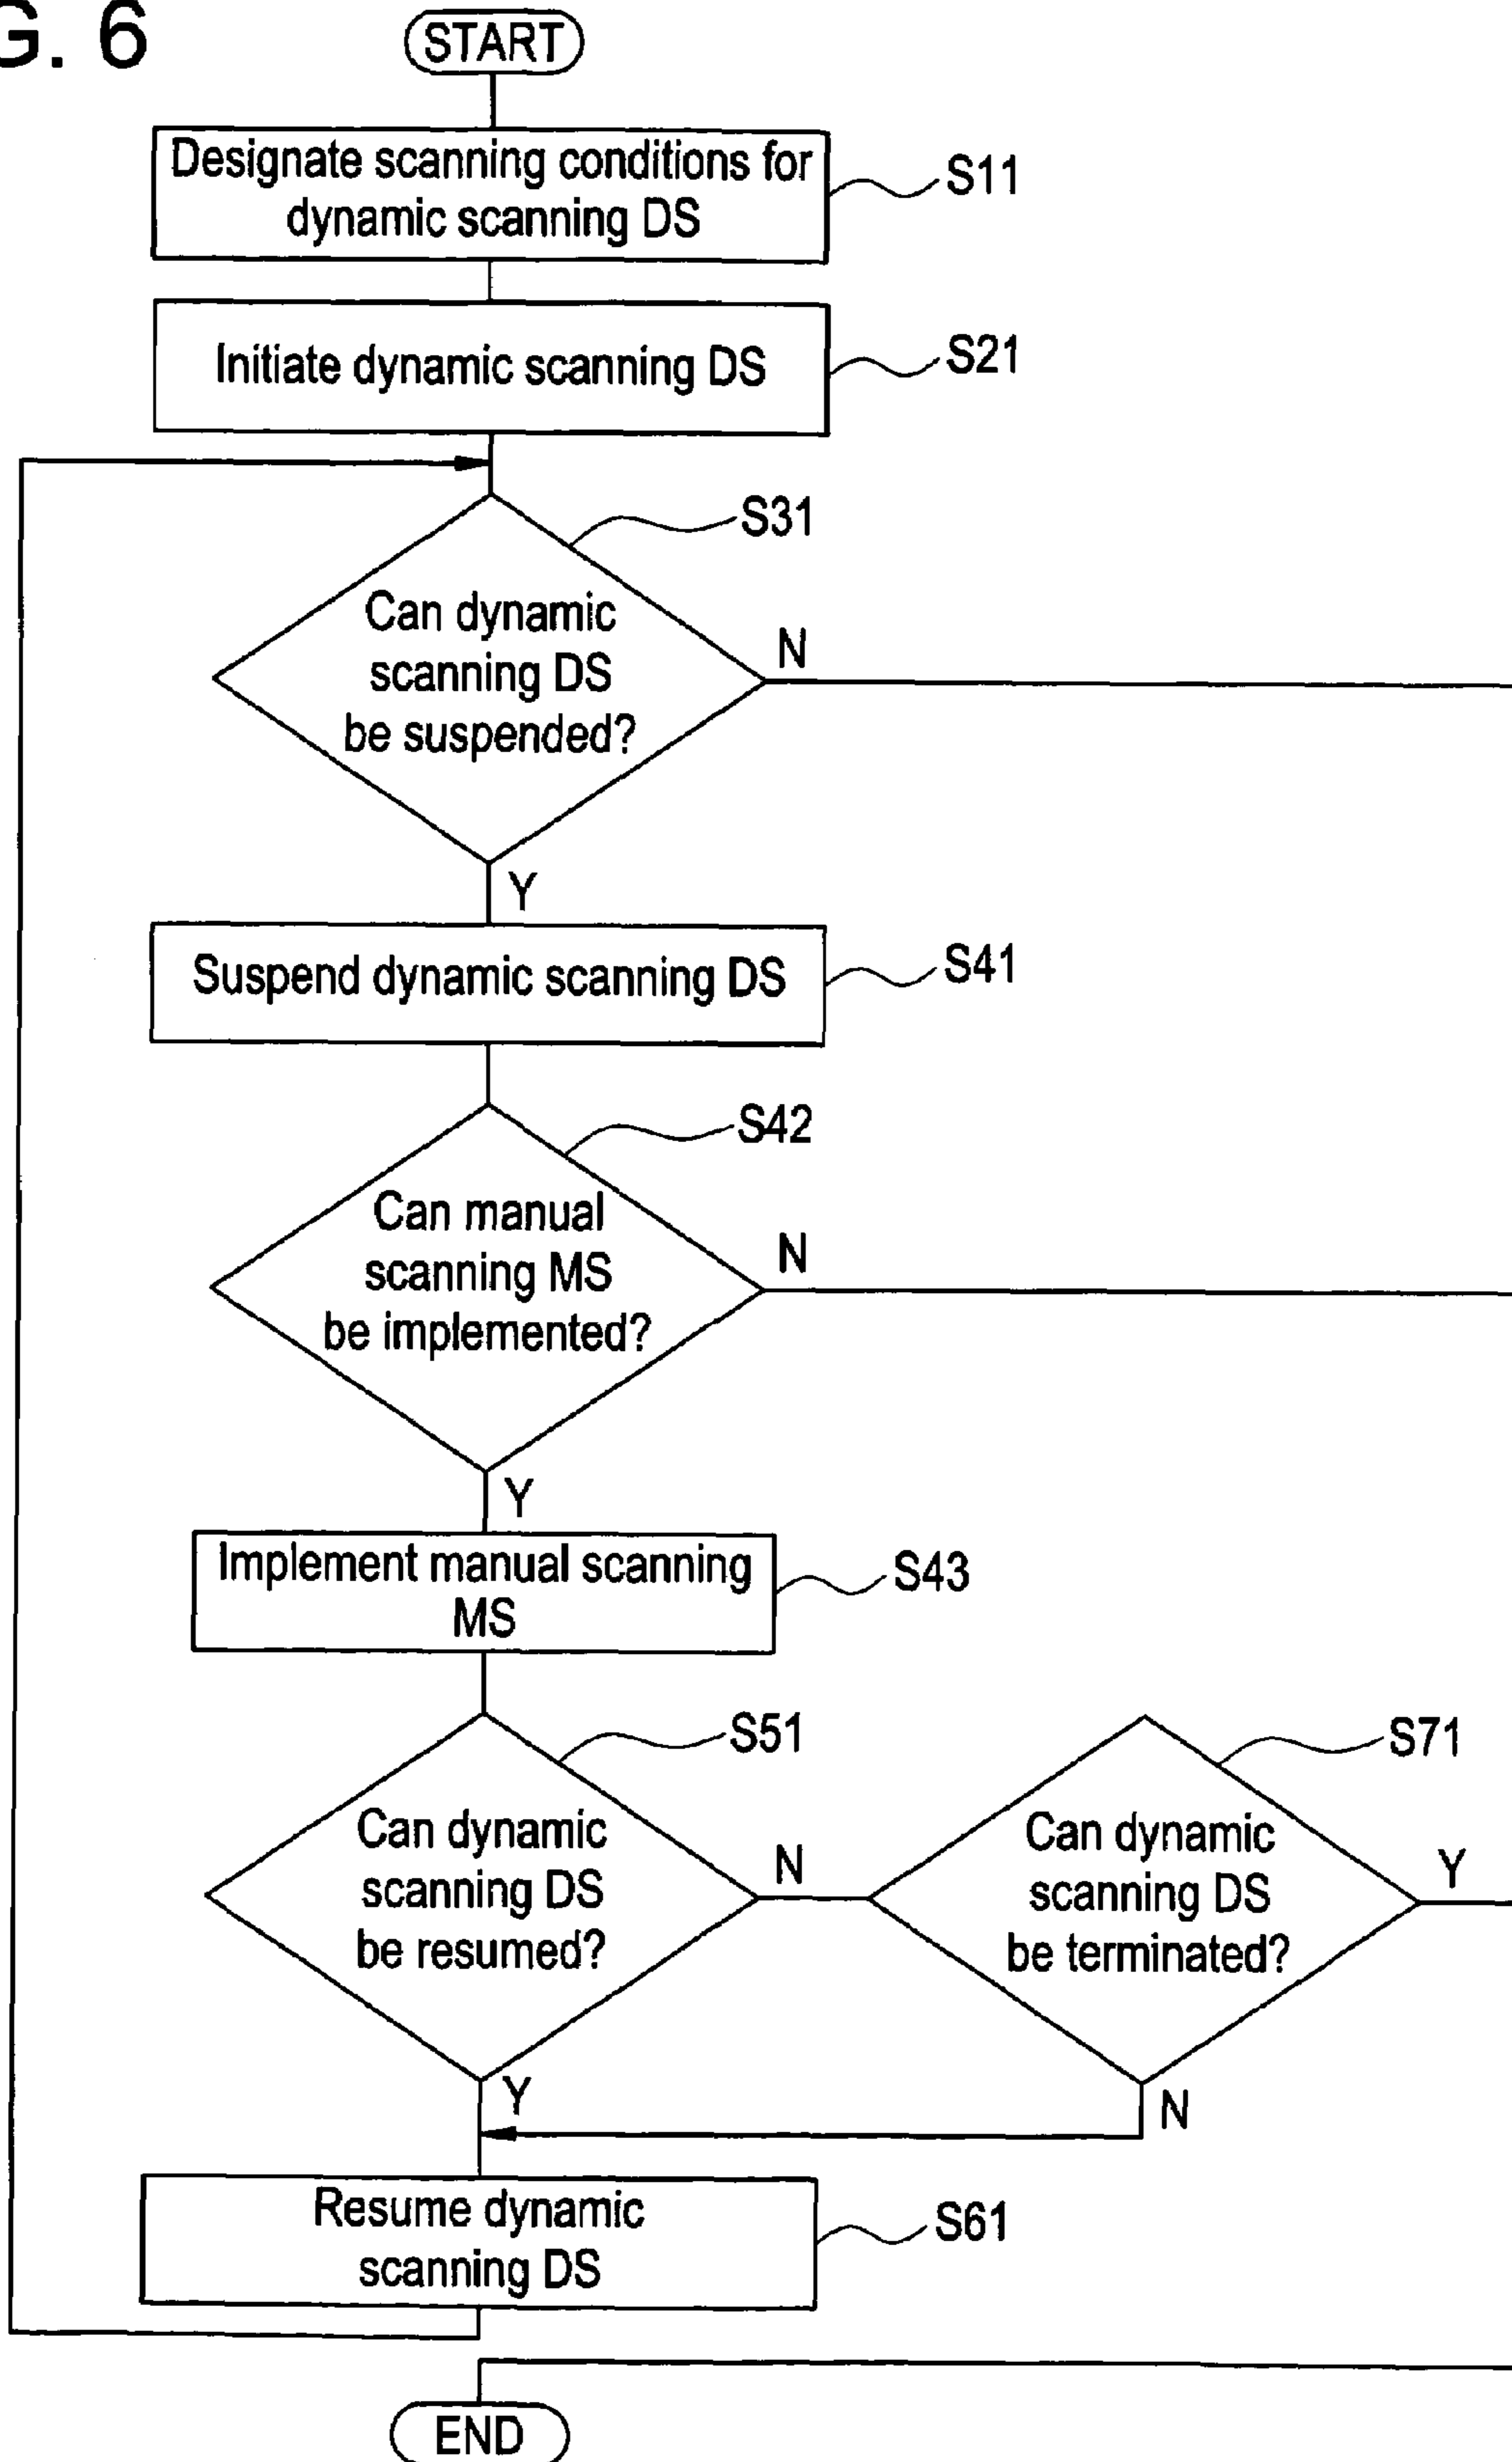 G. 6
START
Designate scanning conditions for
dynamic scanning DS
S11
Initiate dynamic scanning DS
S21
S31
Can dynamic
scanning DS
be suspended?
N
Y
Suspend dynamic scanning DS
S41
S42
Can manual
scanning MS
be implemented?
N
Y
Implement manual scanning
MS
S43
S51
Can dynamic
scanning DS
be resumed?
N
Y
S71
Can dynamic
scanning DS
be terminated?
Y
N
Resume dynamic
scanning DS
S61
END